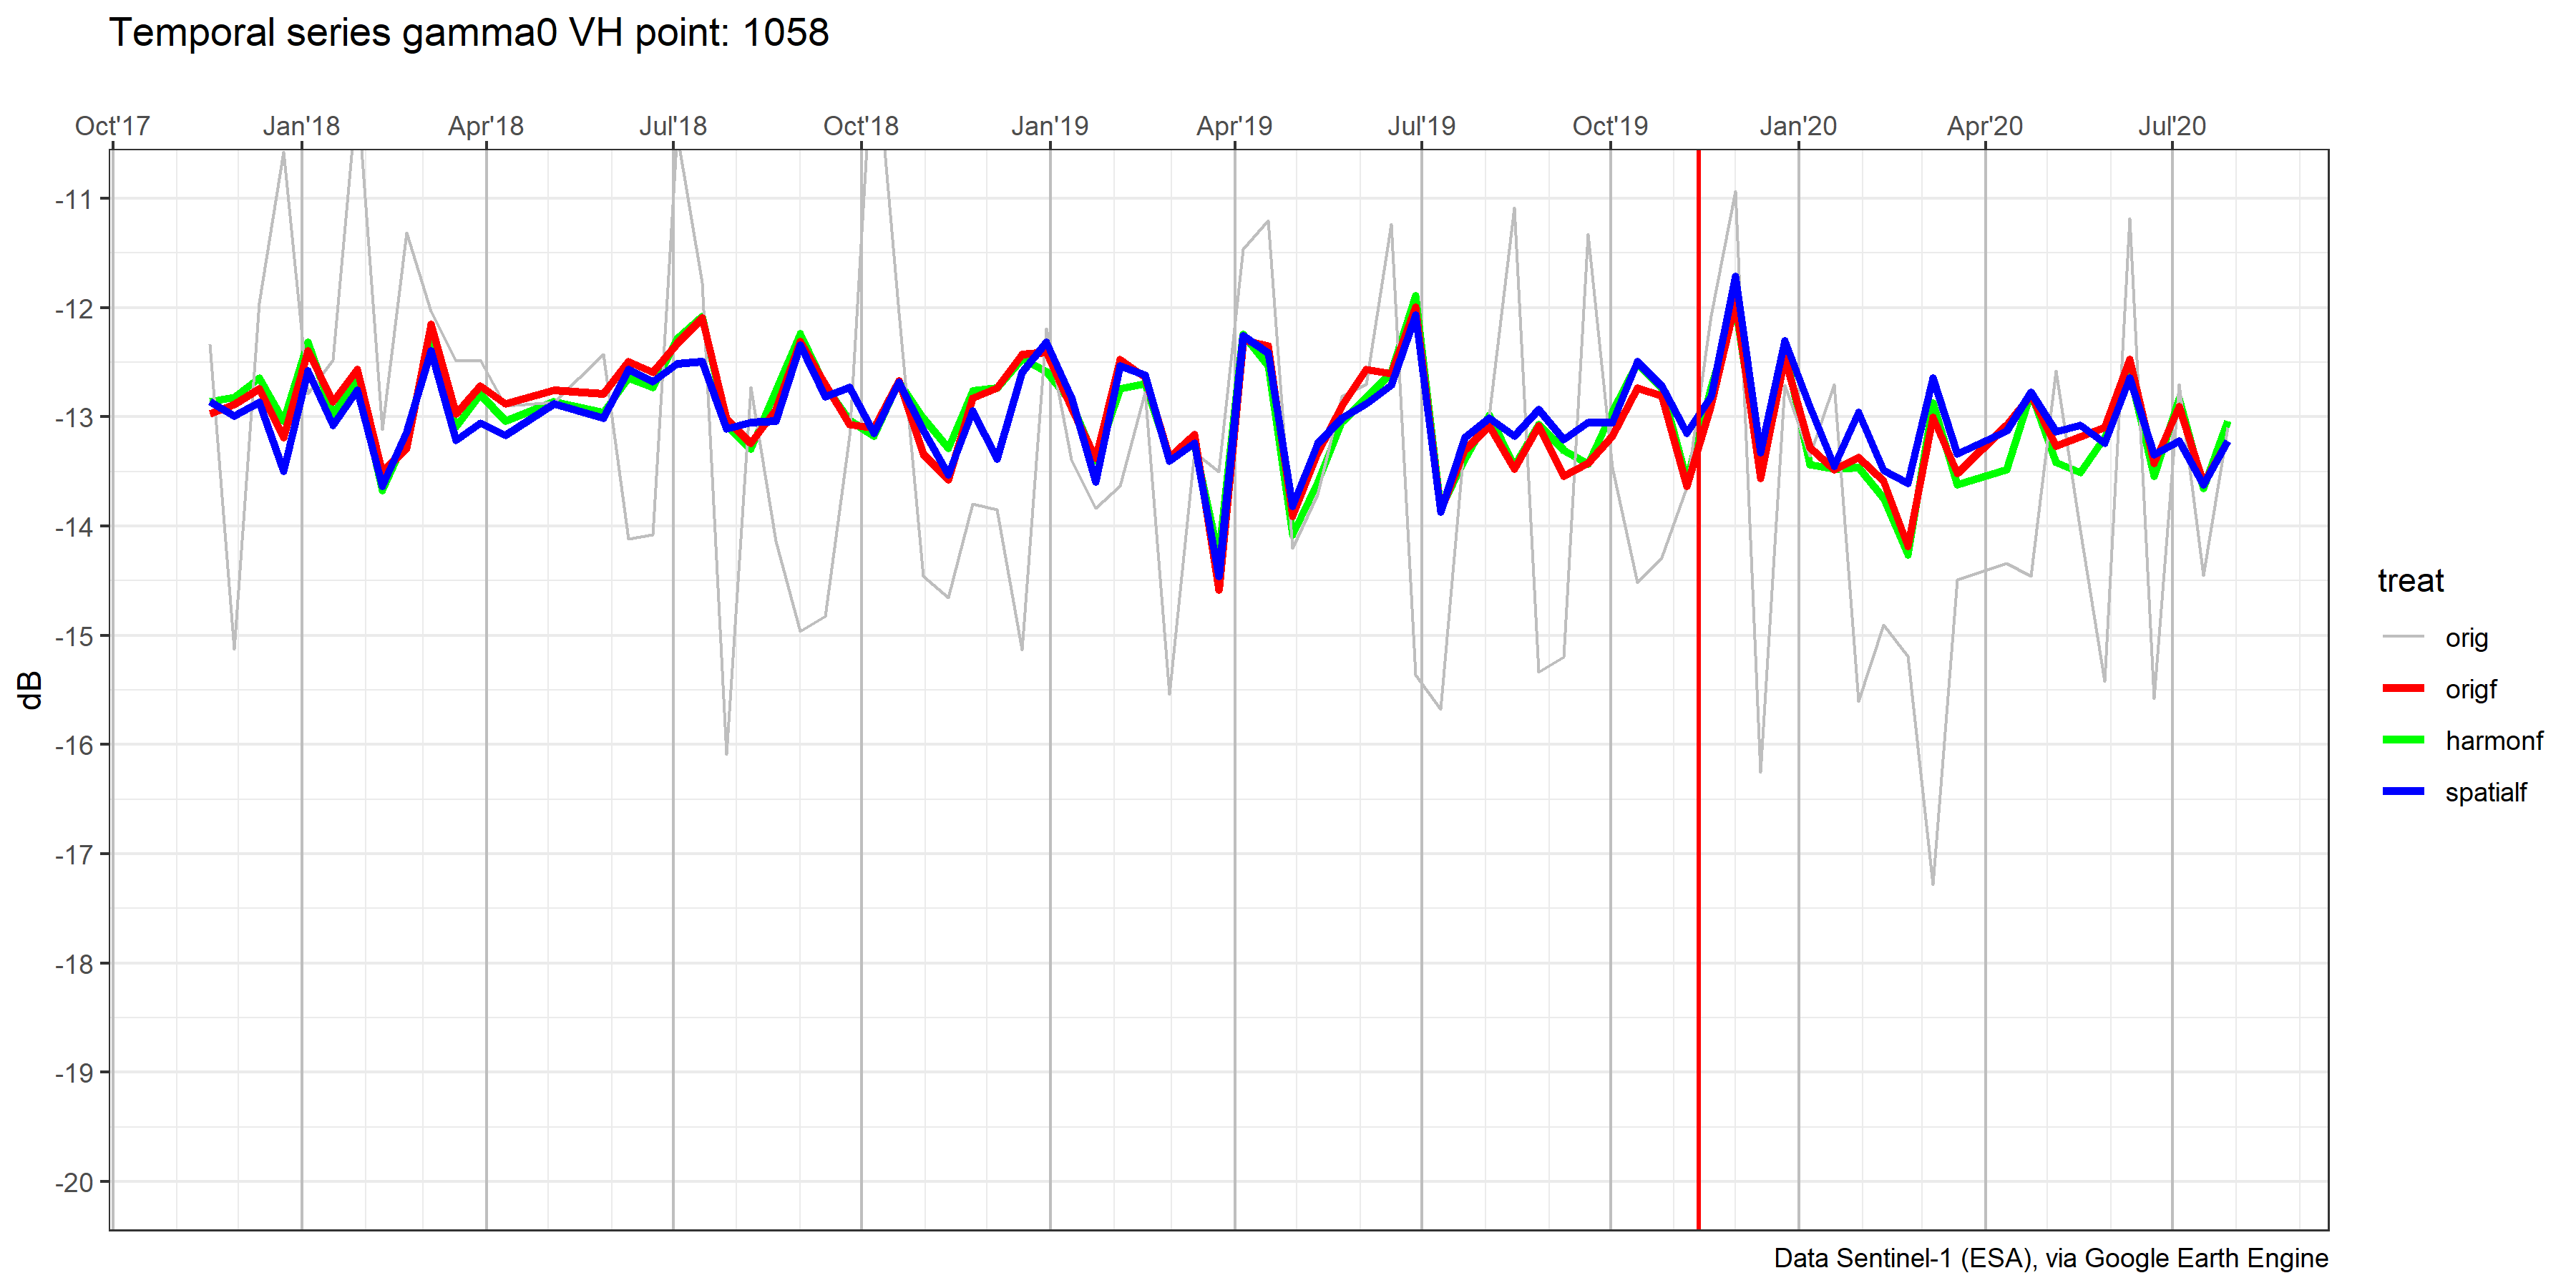 Temporal series gamma0 VH point: 1058
Oct'17 Jan'18 Apr'18 Jul'18 Oct'18 Jan'19 Apr'19 Jul'19 Oct'19 Jan'20 Apr'20 Jul'20
-11
-12
-13
-14
-15
-16
-17
-18
-19
-20
dB
treat
orig
origf
harmonf
spatialf
Data Sentinel-1 (ESA), via Google Earth Engine